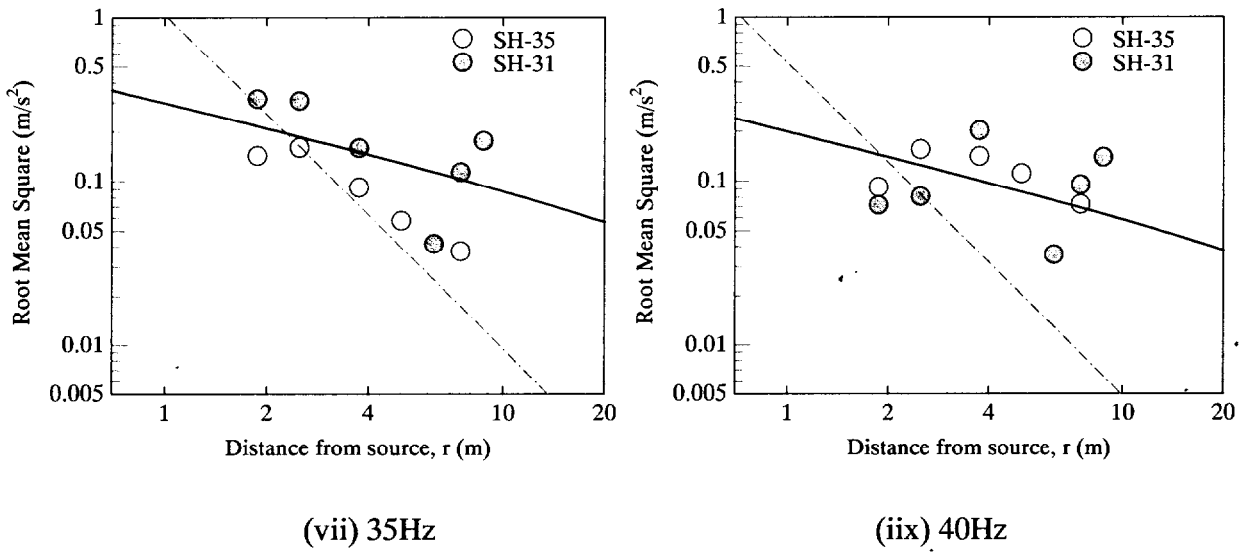 1
0.5
0.1
0.05
0.01
0.005
Root Mean Square (m/s²)
SH-35
SH-31
1 2 4 10 20
Distance from source, r (m)
(vii) 35Hz
1
0.5
0.1
0.05
0.01
0.005
Root Mean Square (m/s²)
SH-35
SH-31
1 2 4 10 20
Distance from source, r (m)
(iix) 40Hz